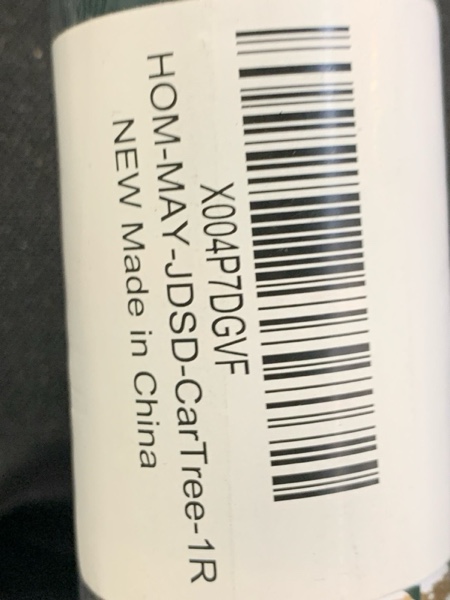 X004P7DGVF
HOM-MAY-JDSD-CarTree-1R
NEW Made in China